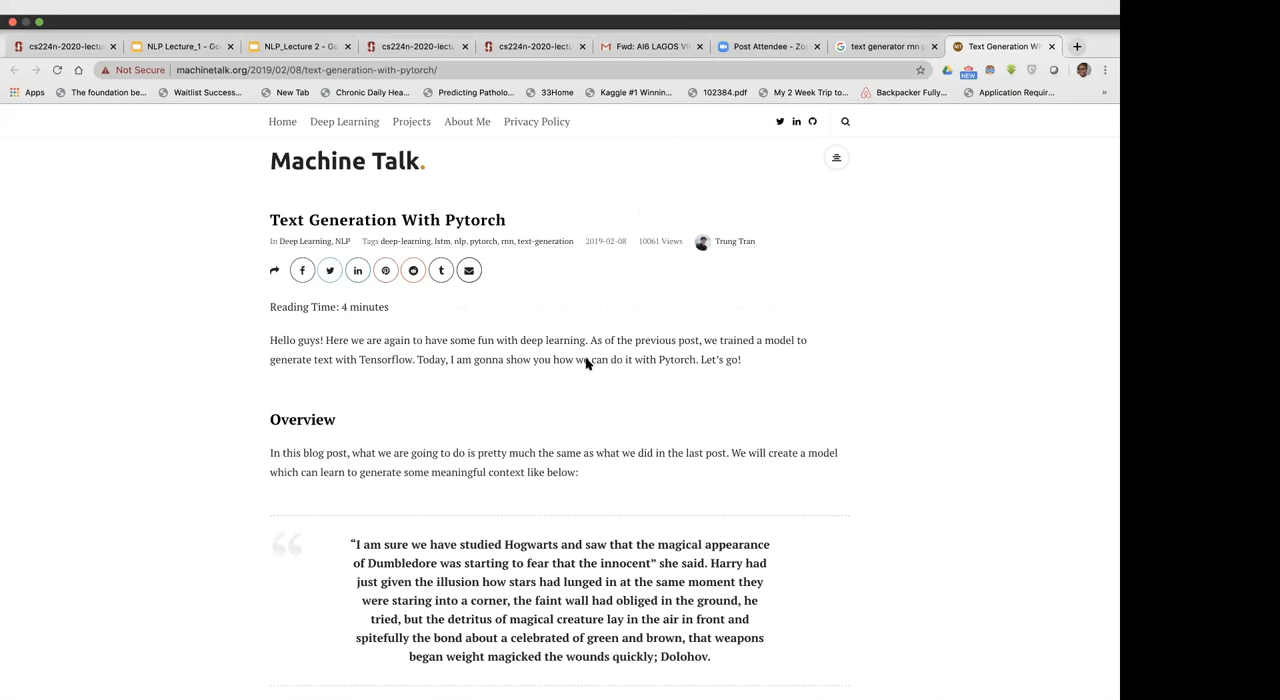 cs224n-2020-lectu
NLP Lecture_1 - Go
NLP_Lecture 2 - Go
cs224n-2020-lectu
cs224n-2020-lectu
Fwd: AI6 LAGOS VI
Post Attendee - Zo
text generator rnn
Text Generation Wi
Not Secure | machinetalk.org/2019/02/08/text-generation-with-pytorch/
NEW
Apps
The foundation be...
Waitlist Success...
New Tab
Chronic Daily Hea...
Predicting Patholo...
33Home
Kaggle #1 Winnin...
102384.pdf
My 2 Week Trip to...
Backpacker Fully...
Application Requir...
»
Home Deep Learning Projects About Me Privacy Policy
Machine Talk.
Text Generation With Pytorch
In Deep Learning, NLP Tags deep-learning, lstm, nlp, pytorch, rnn, text-generation 2019-02-08 10061 Views Trung Tran
Reading Time: 4 minutes
Hello guys! Here we are again to have some fun with deep learning. As of the previous post, we trained a model to
generate text with Tensorflow. Today, I am gonna show you how we can do it with Pytorch. Let's go!
Overview
In this blog post, what we are going to do is pretty much the same as what we did in the last post. We will create a model
which can learn to generate some meaningful context like below:
“I am sure we have studied Hogwarts and saw that the magical appearance
of Dumbledore was starting to fear that the innocent” she said. Harry had
just given the illusion how stars had lunged in at the same moment they
were staring into a corner, the faint wall had obliged in the ground, he
tried, but the detritus of magical creature lay in the air in front and
spitefully the bond about a celebrated of green and brown, that weapons
began weight magicked the wounds quickly; Dolohov.